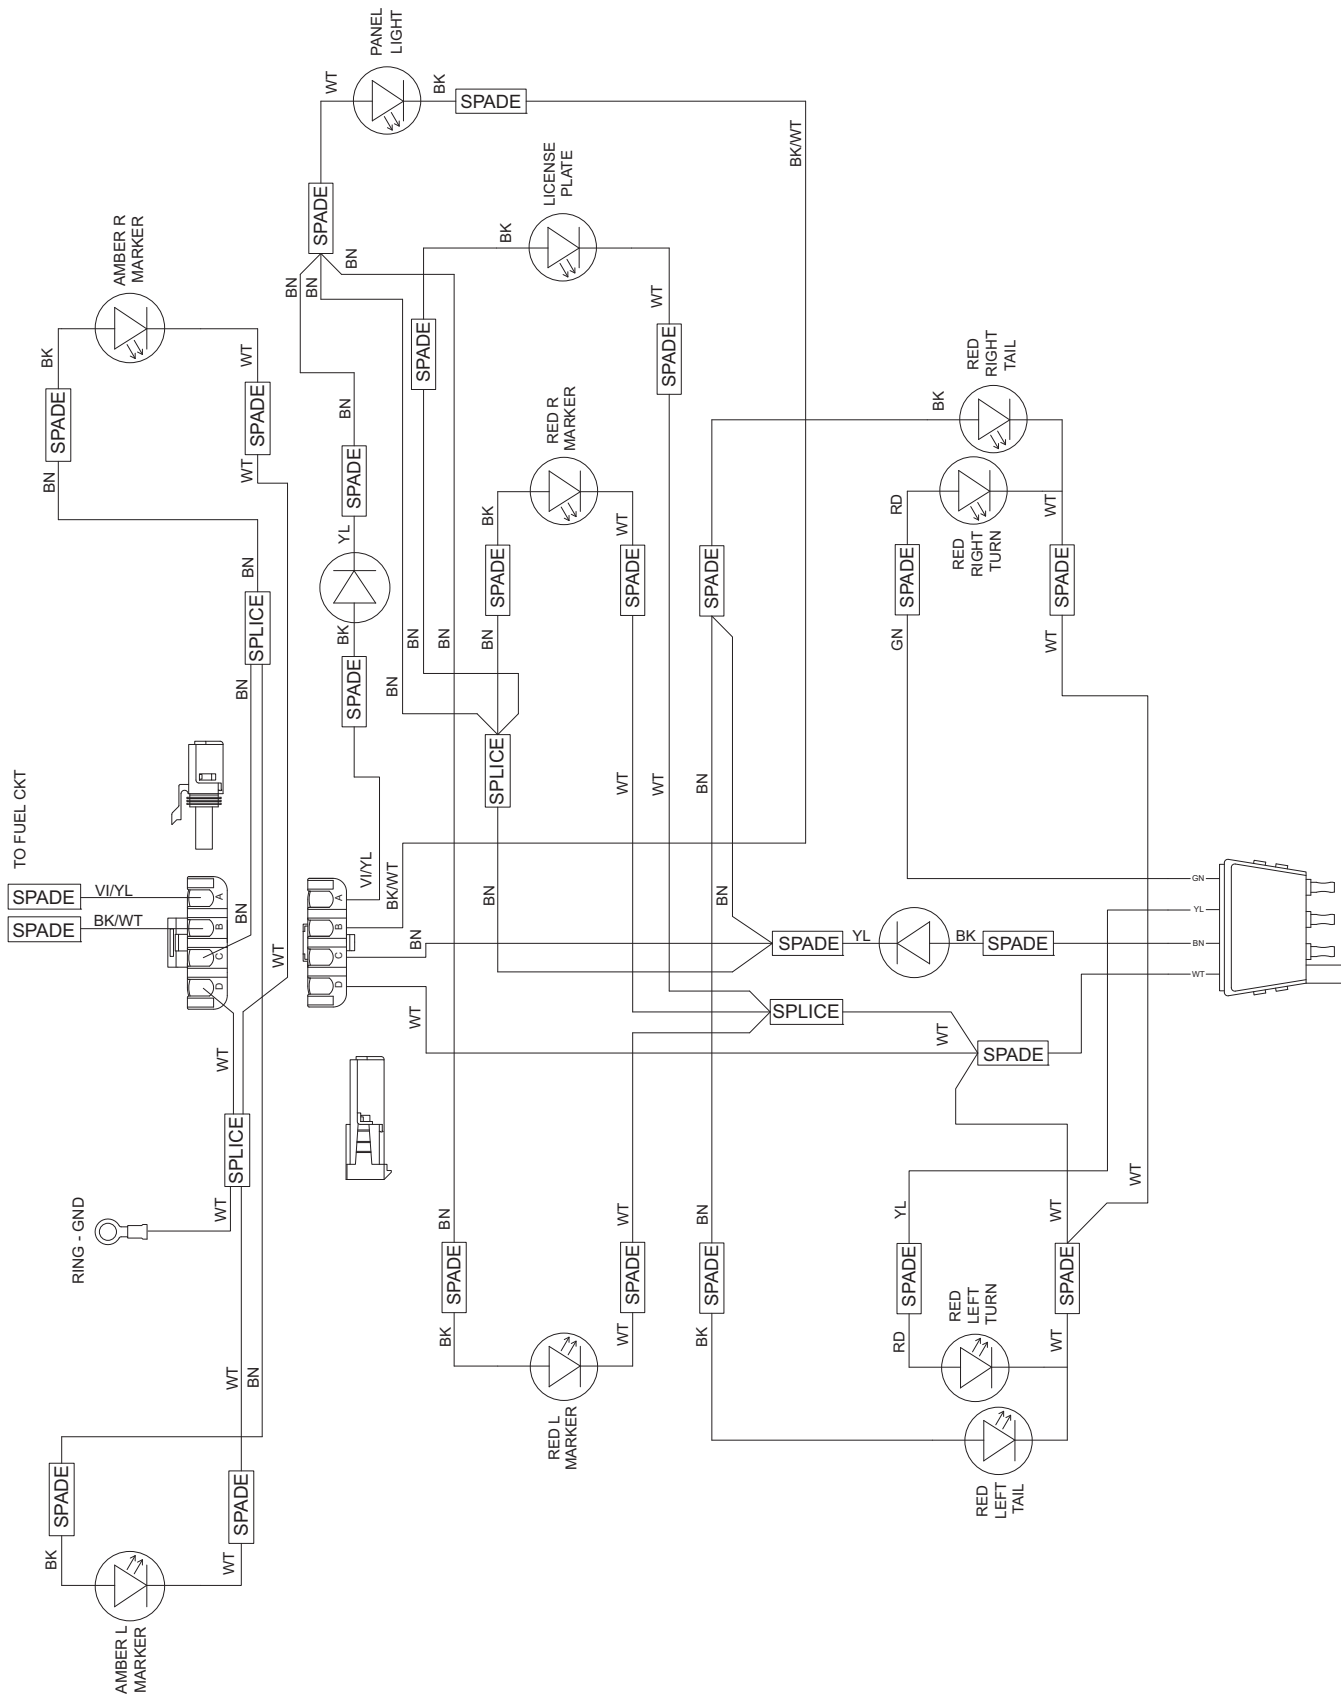 PANEL
LIGHT
WT
BK
SPADE
BK/WT
SPADE
BN
BN
BN
LICENSE
PLATE
BK
WT
SPADE
SPADE
AMBER R
MARKER
BK
WT
SPADE
SPADE
BN
WT
BN
SPLICE
BN
BN
SPADE
YL
BK
SPADE
VI/YL
BK/WT
RED R
MARKER
BK
WT
SPADE
SPADE
BN
BN
BN
BN
SPLICE
BN
WT
WT
RED
RIGHT
TAIL
BK
SPADE
BN
BN
RD
RED
RIGHT
TURN
WT
SPADE
SPADE
GN
WT
TO FUEL CKT
SPADE
VI/YL
SPADE
BK/WT
A
B
C
D
BN
WT
A
B
C
D
BN
WT
SPADE
YL
BK
SPADE
SPLICE
WT
SPADE
GN
YL
BN
WT
WT
SPLICE
WT
RING - GND
WT
BN
BN
SPADE
BK
WT
SPADE
WT
RED L
MARKER
BN
SPADE
BK
YL
SPADE
RD
RED
LEFT
TURN
WT
WT
SPADE
WT
RED
LEFT
TAIL
SPADE
SPADE
BK
WT
AMBER L
MARKER